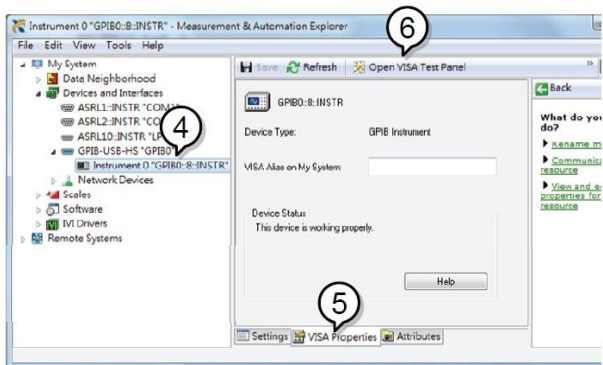 Instrument 0 "GPIB0::8::INSTR" - Measurement & Automation Explorer
File Edit View Tools Help
My System
Data Neighborhood
Devices and Interfaces
ASRL1::INSTR "COM1"
ASRL2::INSTR "CO
ASRL10::INSTR "LP
GPIB-USB-HS "GPIB0"
Instrument 0 "GPIB0::8::INSTR"
Network Devices
Scales
Software
IVI Drivers
Remote Systems
4
6
Save Refresh Open VISA Test Panel »
GPIB0::8::INSTR
Device Type: GPIB Instrument
VISA Alias on My System:
Device Status
This device is working properly.
Help
5
Settings VISA Properties Attributes
Back
What do you
do?
Rename m
Communica
resource
View and e
properties for
resource